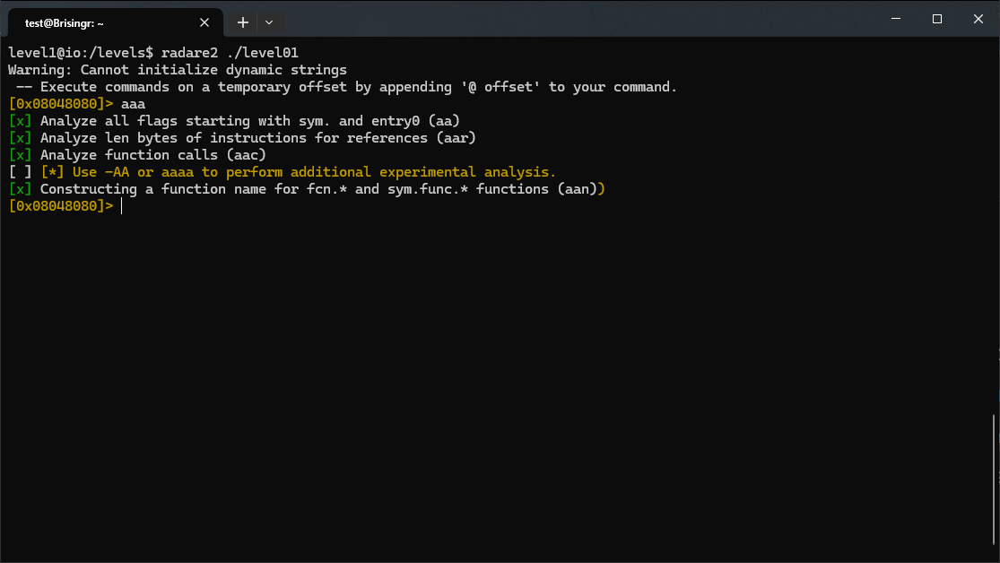 test@Brisingr: ~
level1@io:/levels$ radare2 ./level01
Warning: Cannot initialize dynamic strings
 -- Execute commands on a temporary offset by appending '@ offset' to your command.
[0x08048080]> aaa
[x] Analyze all flags starting with sym. and entry0 (aa)
[x] Analyze len bytes of instructions for references (aar)
[x] Analyze function calls (aac)
[ ] [*] Use -AA or aaaa to perform additional experimental analysis.
[x] Constructing a function name for fcn.* and sym.func.* functions (aan))
[0x08048080]>